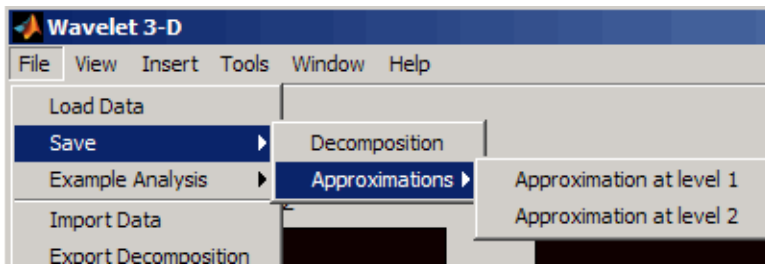 Wavelet 3-D
File View Insert Tools Window Help
Load Data
Save Decomposition
Example Analysis Approximations Approximation at level 1
Import Data Approximation at level 2
Export Decomposition